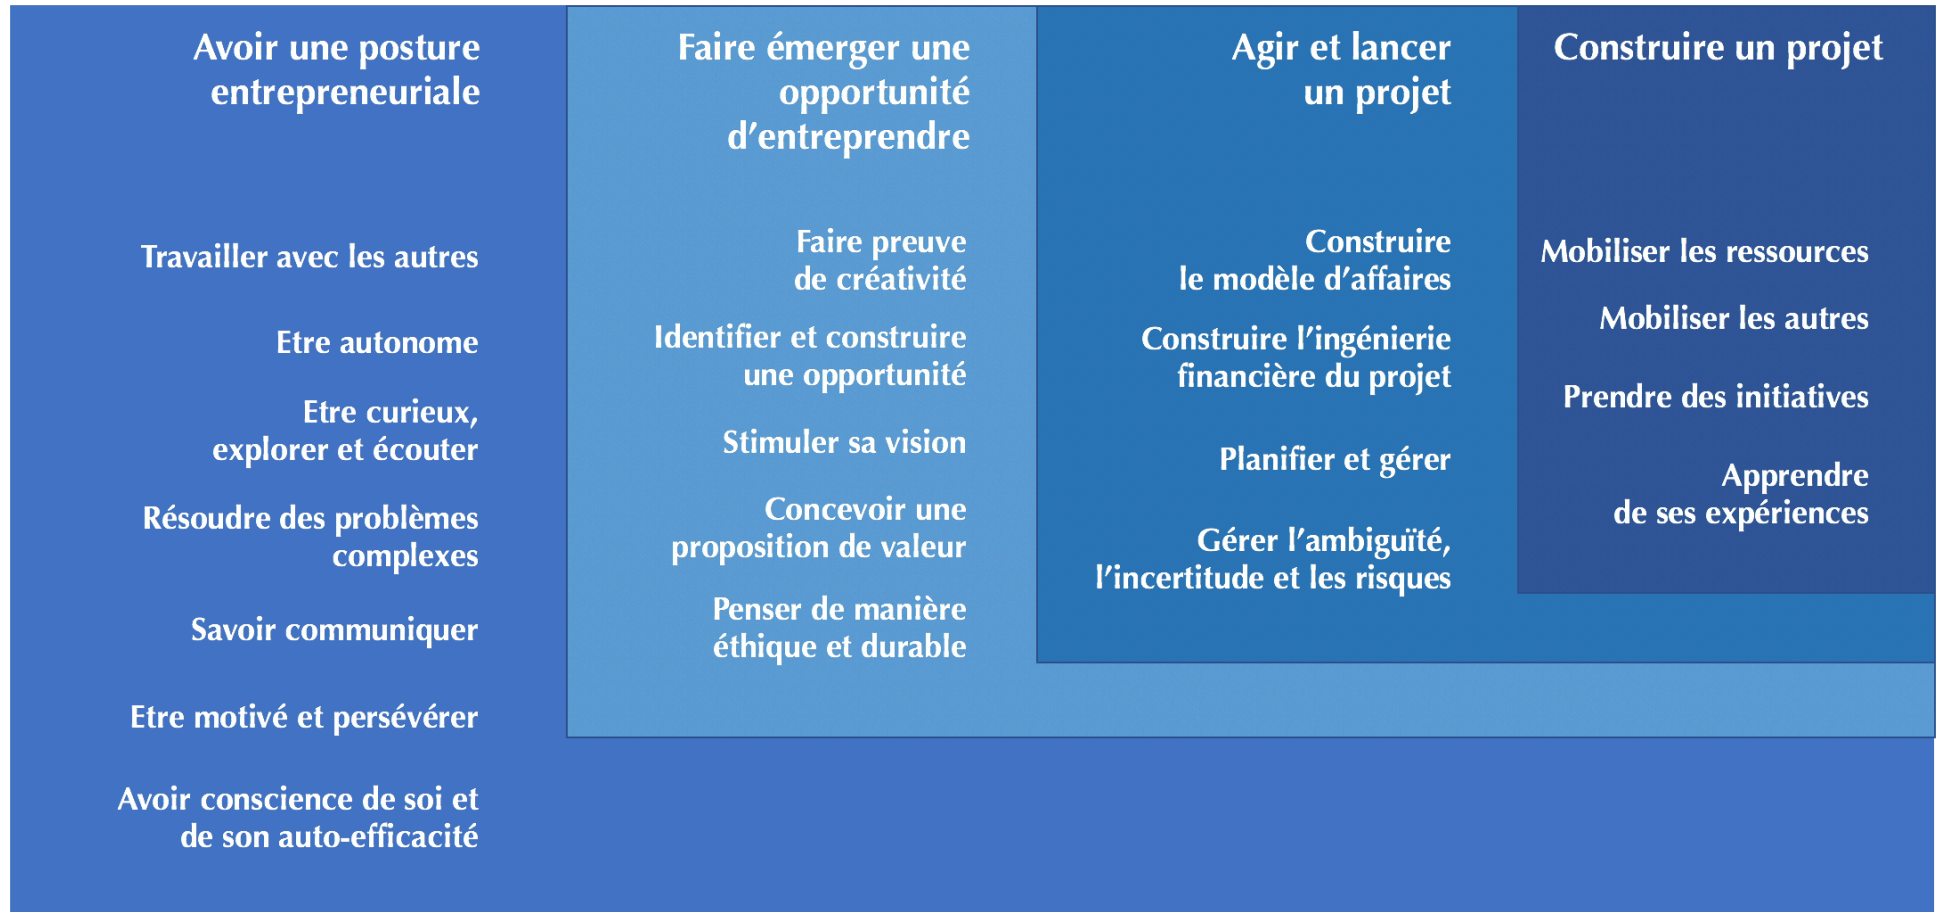 Avoir une posture
entrepreneuriale
Travailler avec les autres
Etre autonome
Etre curieux,
explorer et écouter
Résoudre des problèmes
complexes
Savoir communiquer
Etre motivé et persévérer
Avoir conscience de soi et
de son auto-efficacité
Faire émerger une
opportunité
d’entreprendre
Faire preuve
de créativité
Identifier et construire
une opportunité
Stimuler sa vision
Concevoir une
proposition de valeur
Penser de manière
éthique et durable
Agir et lancer
un projet
Construire
le modèle d’affaires
Construire l’ingénierie
financière du projet
Planifier et gérer
Gérer l’ambiguïté,
l’incertitude et les risques
Construire un projet
Mobiliser les ressources
Mobiliser les autres
Prendre des initiatives
Apprendre
de ses expériences